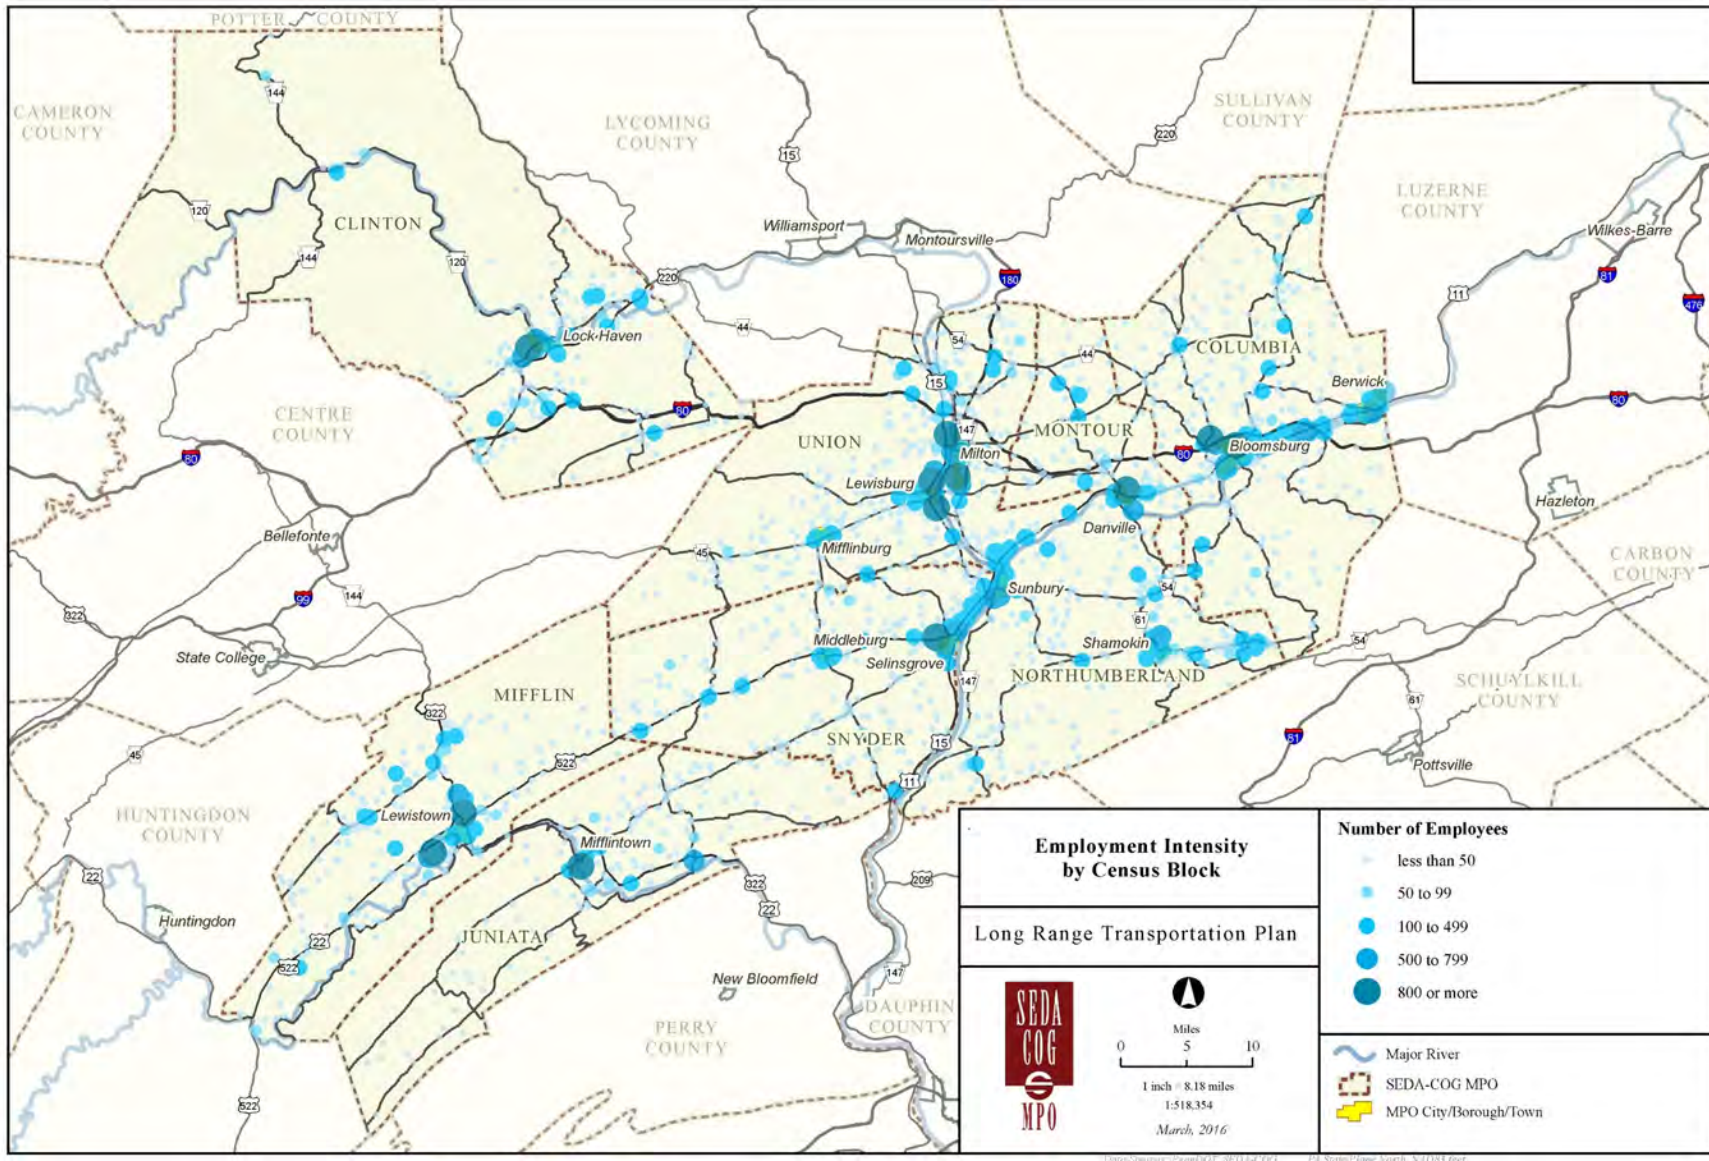 POTTER COUNTY
144
CAMERON
COUNTY
LYCOMING
COUNTY
SULLIVAN
COUNTY
220
15
LUZERNE
COUNTY
120
CLINTON
Williamsport
Montoursville
Wilkes-Barre
144
120
220
180
81
11
476
44
54
44
Lock Haven
COLUMBIA
15
Berwick
CENTRE
COUNTY
80
80
UNION
147
MONTOUR
Milton
80
Bloomsburg
80
Lewisburg
Hazleton
Danville
Bellefonte
45
Mifflinburg
CARBON
COUNTY
322
99
144
54
Sunbury
54
61
Middleburg
Shamokin
54
State College
Selinsgrove
NORTHUMBERLAND
147
SCHUYLKILL
COUNTY
MIFFLIN
61
322
45
522
SNYDER
15
81
Pottsville
11
HUNTINGDON
COUNTY
Lewistown
Mifflintown
22
322
209
22
Huntingdon
22
JUNIATA
522
147
New Bloomfield
DAUPHIN
COUNTY
PERRY
COUNTY
522
Employment Intensity
by Census Block
Long Range Transportation Plan
SEDA
COG
MPO
Miles
0 5 10
1 inch = 8.18 miles
1:518,354
March, 2016
Number of Employees
less than 50
50 to 99
100 to 499
500 to 799
800 or more
Major River
SEDA-COG MPO
MPO City/Borough/Town